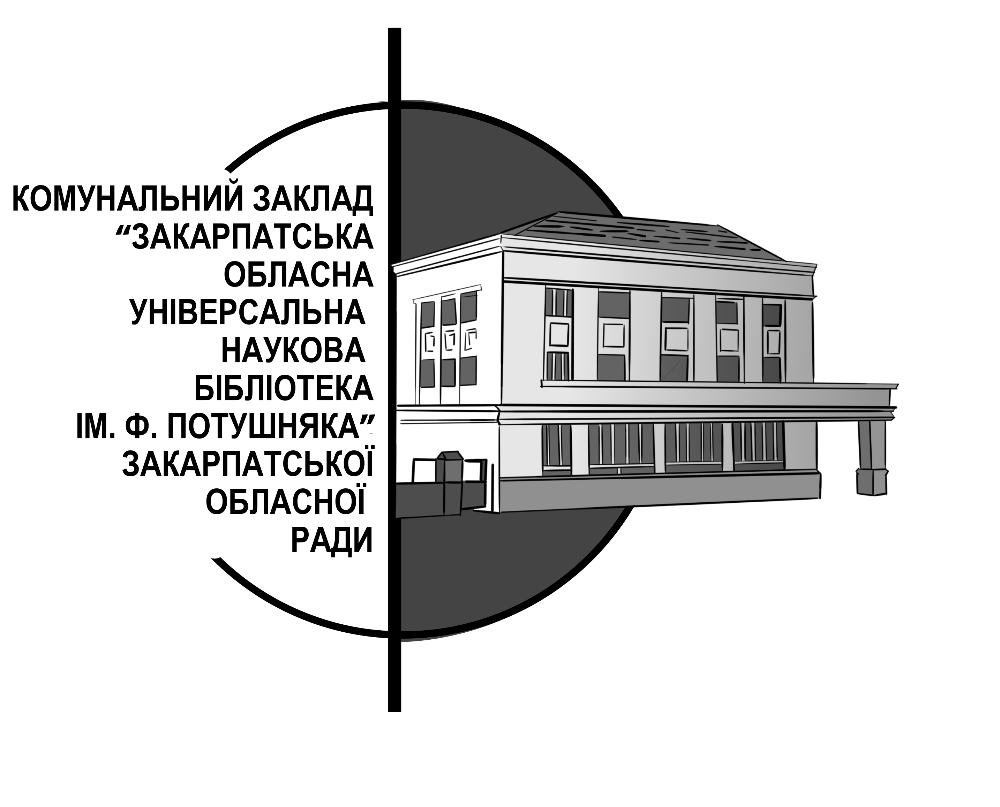 КОМУНАЛЬНИЙ ЗАКЛАД
“ЗАКАРПАТСЬКА
ОБЛАСНА
УНІВЕРСАЛЬНА
НАУКОВА
БІБЛІОТЕКА
ІМ. Ф. ПОТУШНЯКА”
ЗАКАРПАТСЬКОЇ
ОБЛАСНОЇ
РАДИ